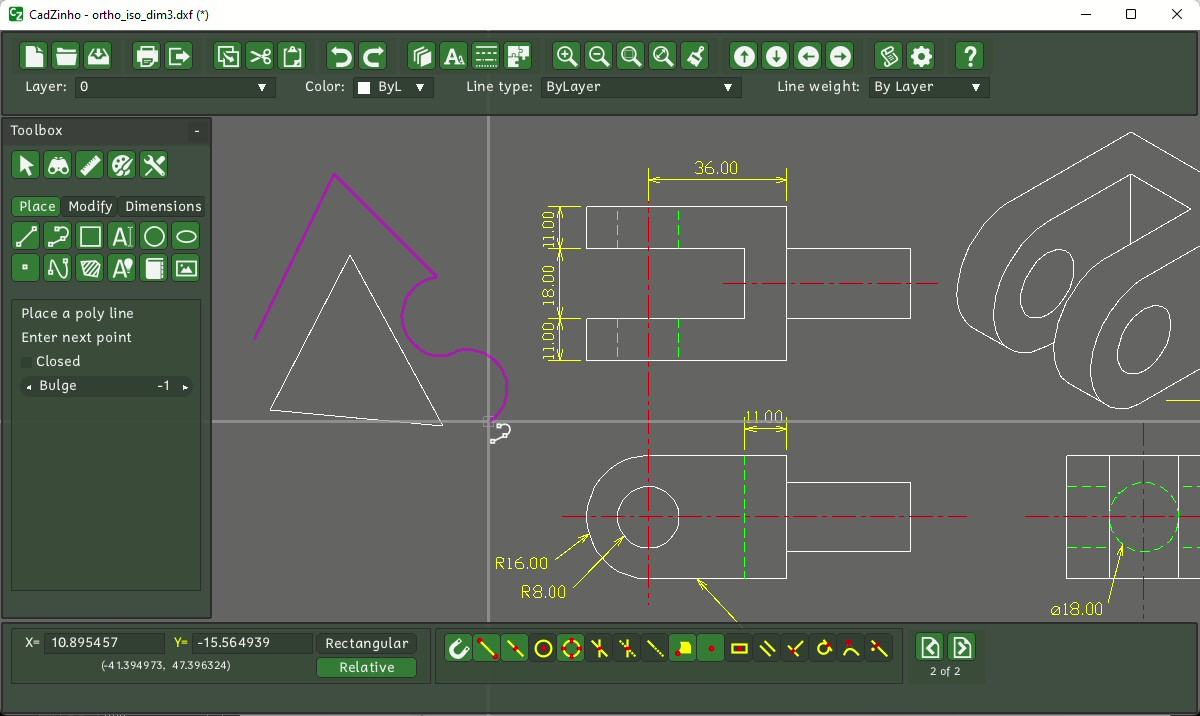 CadZinho - ortho_iso_dim3.dxf (*)
Layer: 0 Color: ByL Line type: ByLayer Line weight: By Layer
Toolbox -
Place Modify Dimensions
Place a poly line
Enter next point
Closed
Bulge -1
36.00
11.00
18.00
11.00
11.00
R16.00
R8.00
ø18.00
X= 10.895457 Y= -15.564939 Rectangular
(-41.394973, 47.396324) Relative
2 of 2